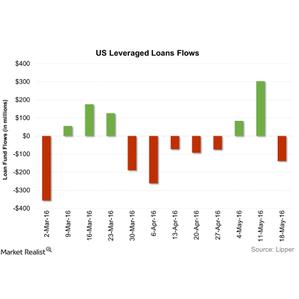 US Leveraged Loans Flows
Loan Fund Flows (in millions)
$400
$300
$200
$100
$0
-$100
-$200
-$300
-$400
2-Mar-16
9-Mar-16
16-Mar-16
23-Mar-16
30-Mar-16
6-Apr-16
13-Apr-16
20-Apr-16
27-Apr-16
4-May-16
11-May-16
18-May-16
Market Realist
Source: Lipper